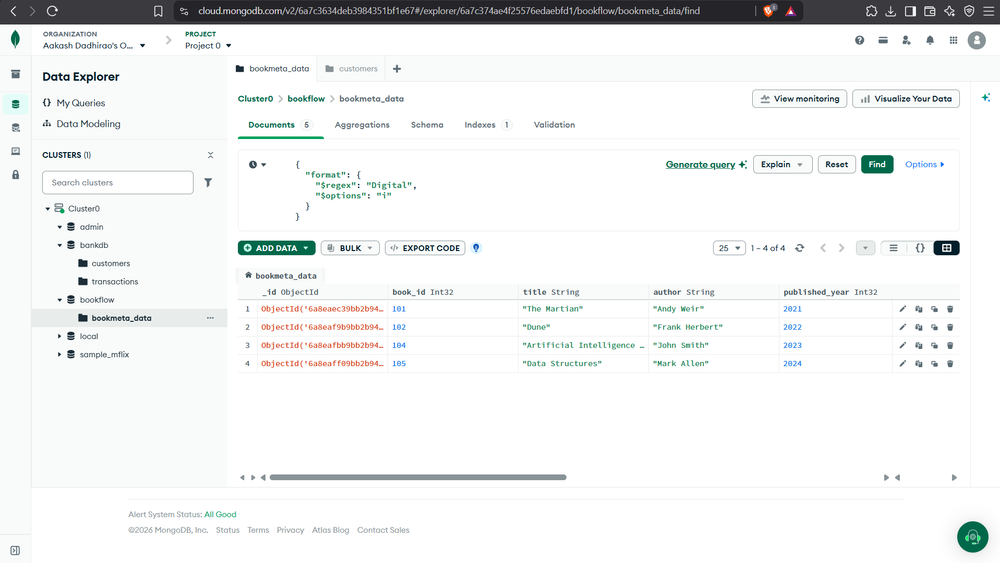 cloud.mongodb.com/v2/6a7c3634deb3984351bf1e67#/explorer/6a7c374ae4f25576edaebfd1/bookflow/bookmeta_data/find
3
ORGANIZATION
Aakash Dadhirao's O...
PROJECT
Project 0
Data Explorer
My Queries
Data Modeling
CLUSTERS (1)
Search clusters
Cluster0
admin
bankdb
customers
transactions
bookflow
bookmeta_data
local
sample_mflix
bookmeta_data
customers
Cluster0 > bookflow > bookmeta_data
View monitoring
Visualize Your Data
Documents 5
Aggregations
Schema
Indexes 1
Validation
{
"format": {
"$regex": "Digital",
"$options": "i"
}
}
Generate query
Explain
Reset
Find
Options
ADD DATA
BULK
EXPORT CODE
25
1 – 4 of 4
{}
bookmeta_data
_id ObjectId book_id Int32 title String author String published_year Int32
1 ObjectId('6a8eaec39bb2b94… 101 "The Martian" "Andy Weir" 2021
2 ObjectId('6a8eaf9b9bb2b94… 102 "Dune" "Frank Herbert" 2022
3 ObjectId('6a8eafbb9bb2b94… 104 "Artificial Intelligence … "John Smith" 2023
4 ObjectId('6a8eaff09bb2b94… 105 "Data Structures" "Mark Allen" 2024
Alert System Status: All Good
©2026 MongoDB, Inc. Status Terms Privacy Atlas Blog Contact Sales